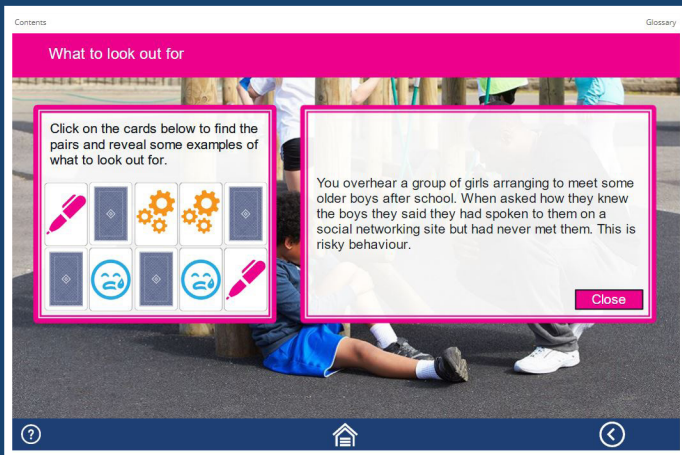 Contents
Glossary
What to look out for
Click on the cards below to find the
pairs and reveal some examples of
what to look out for.
You overhear a group of girls arranging to meet some
older boys after school. When asked how they knew
the boys they said they had spoken to them on a
social networking site but had never met them. This is
risky behaviour.
Close
?